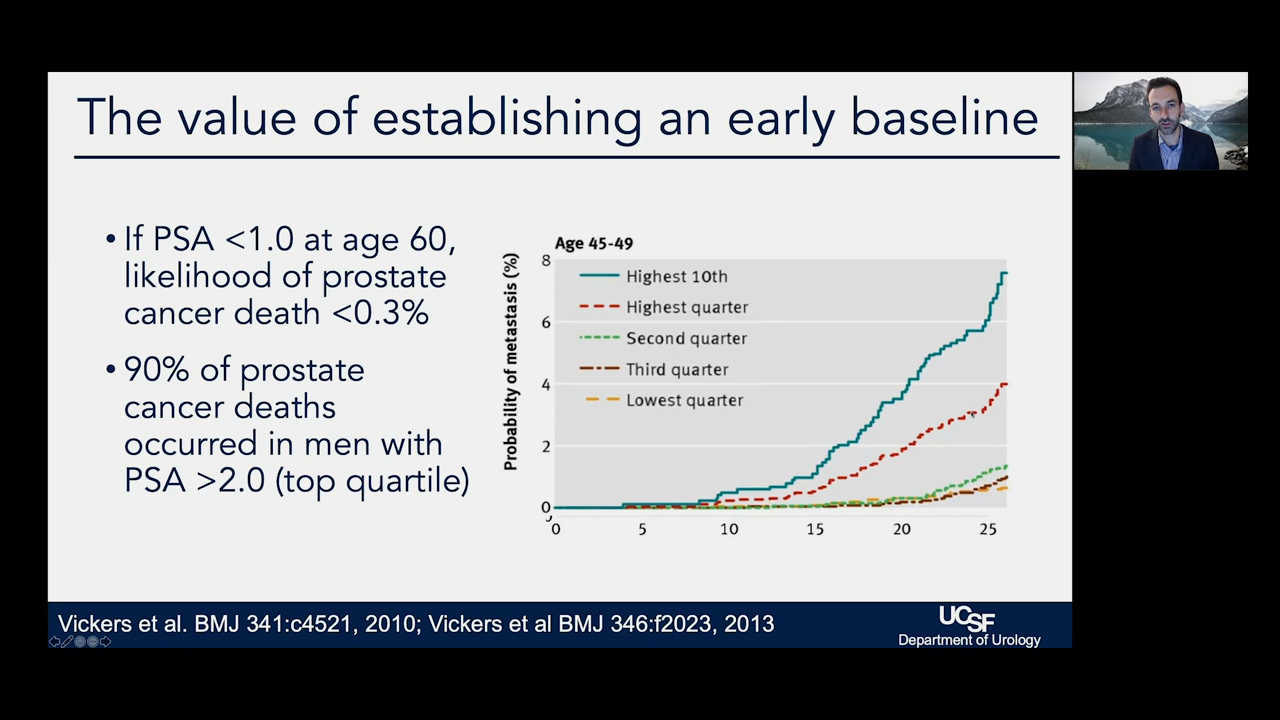 The value of establishing an early baseline
• If PSA <1.0 at age 60,
likelihood of prostate
cancer death <0.3%
• 90% of prostate
cancer deaths
occurred in men with
PSA >2.0 (top quartile)
Age 45-49
Probability of metastasis (%)
8
6
4
2
0
Highest 10th
Highest quarter
Second quarter
Third quarter
Lowest quarter
0 5 10 15 20 25
Vickers et al. BMJ 341:c4521, 2010; Vickers et al BMJ 346:f2023, 2013
UCSF
Department of Urology